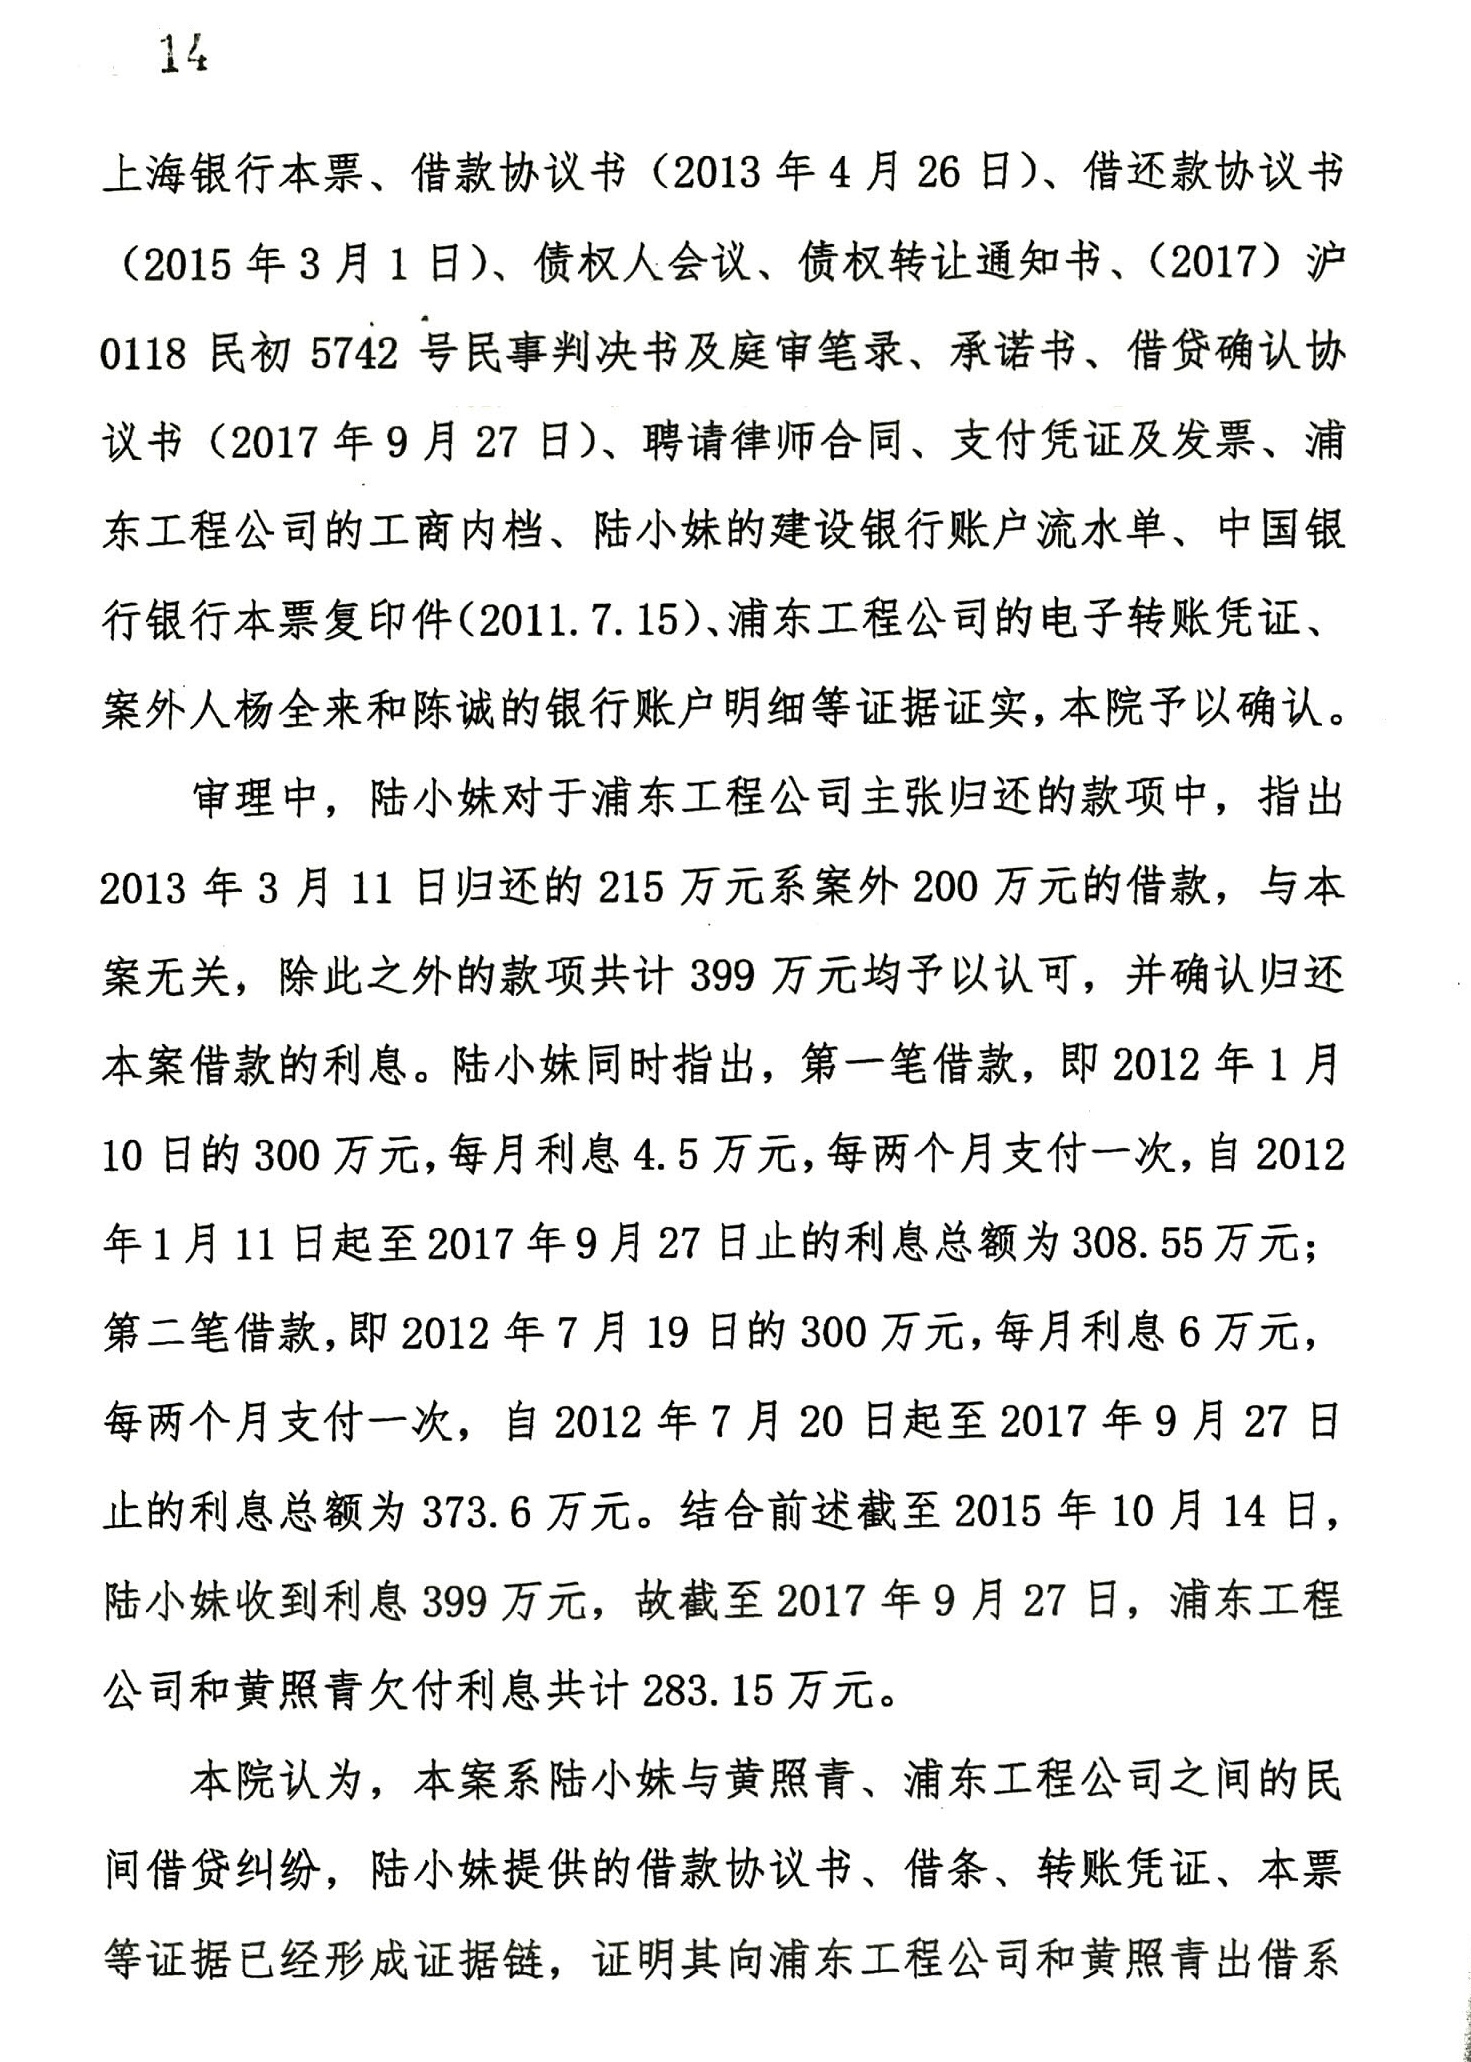 14
上海银行本票、借款协议书（2013 年 4 月 26 日）、借还款协议书
（2015 年 3 月 1 日）、债权人会议、债权转让通知书、（2017）沪
0118 民初 5742 号民事判决书及庭审笔录、承诺书、借贷确认协
议书（2017 年 9 月 27 日）、聘请律师合同、支付凭证及发票、浦
东工程公司的工商内档、陆小妹的建设银行账户流水单、中国银
行银行本票复印件（2011.7.15）、浦东工程公司的电子转账凭证、
案外人杨全来和陈诚的银行账户明细等证据证实，本院予以确认。
审理中，陆小妹对于浦东工程公司主张归还的款项中，指出
2013 年 3 月 11 日归还的 215 万元系案外 200 万元的借款，与本
案无关，除此之外的款项共计 399 万元均予以认可，并确认归还
本案借款的利息。陆小妹同时指出，第一笔借款，即 2012 年 1 月
10 日的 300 万元，每月利息 4.5 万元，每两个月支付一次，自 2012
年 1 月 11 日起至 2017 年 9 月 27 日止的利息总额为 308.55 万元；
第二笔借款，即 2012 年 7 月 19 日的 300 万元，每月利息 6 万元，
每两个月支付一次，自 2012 年 7 月 20 日起至 2017 年 9 月 27 日
止的利息总额为 373.6 万元。结合前述截至 2015 年 10 月 14 日，
陆小妹收到利息 399 万元，故截至 2017 年 9 月 27 日，浦东工程
公司和黄照青欠付利息共计 283.15 万元。
本院认为，本案系陆小妹与黄照青、浦东工程公司之间的民
间借贷纠纷，陆小妹提供的借款协议书、借条、转账凭证、本票
等证据已经形成证据链，证明其向浦东工程公司和黄照青出借系